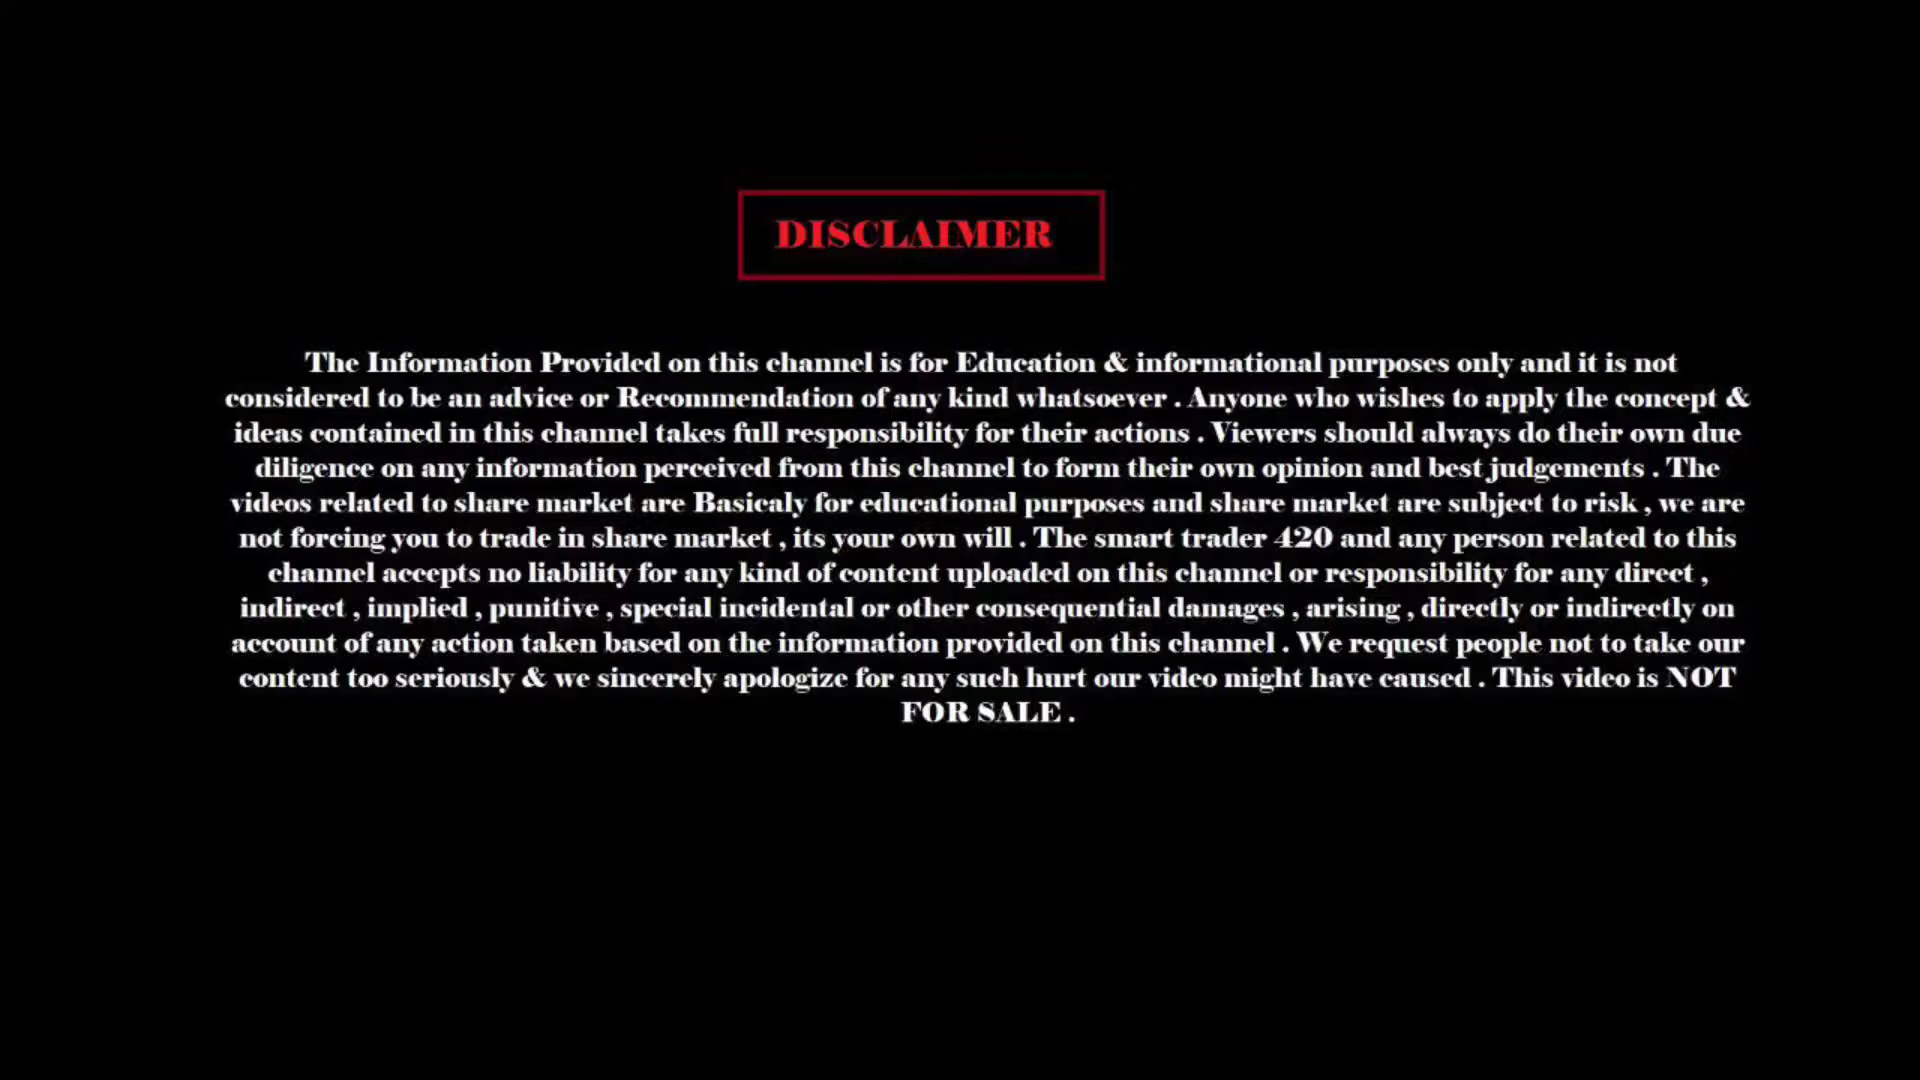 DISCLAIMER
The Information Provided on this channel is for Education & informational purposes only and it is not
considered to be an advice or Recommendation of any kind whatsoever . Anyone who wishes to apply the concept &
ideas contained in this channel takes full responsibility for their actions . Viewers should always do their own due
diligence on any information perceived from this channel to form their own opinion and best judgements . The
videos related to share market are Basicaly for educational purposes and share market are subject to risk , we are
not forcing you to trade in share market , its your own will . The smart trader 420 and any person related to this
channel accepts no liability for any kind of content uploaded on this channel or responsibility for any direct ,
indirect , implied , punitive , special incidental or other consequential damages , arising , directly or indirectly on
account of any action taken based on the information provided on this channel . We request people not to take our
content too seriously & we sincerely apologize for any such hurt our video might have caused . This video is NOT
FOR SALE .